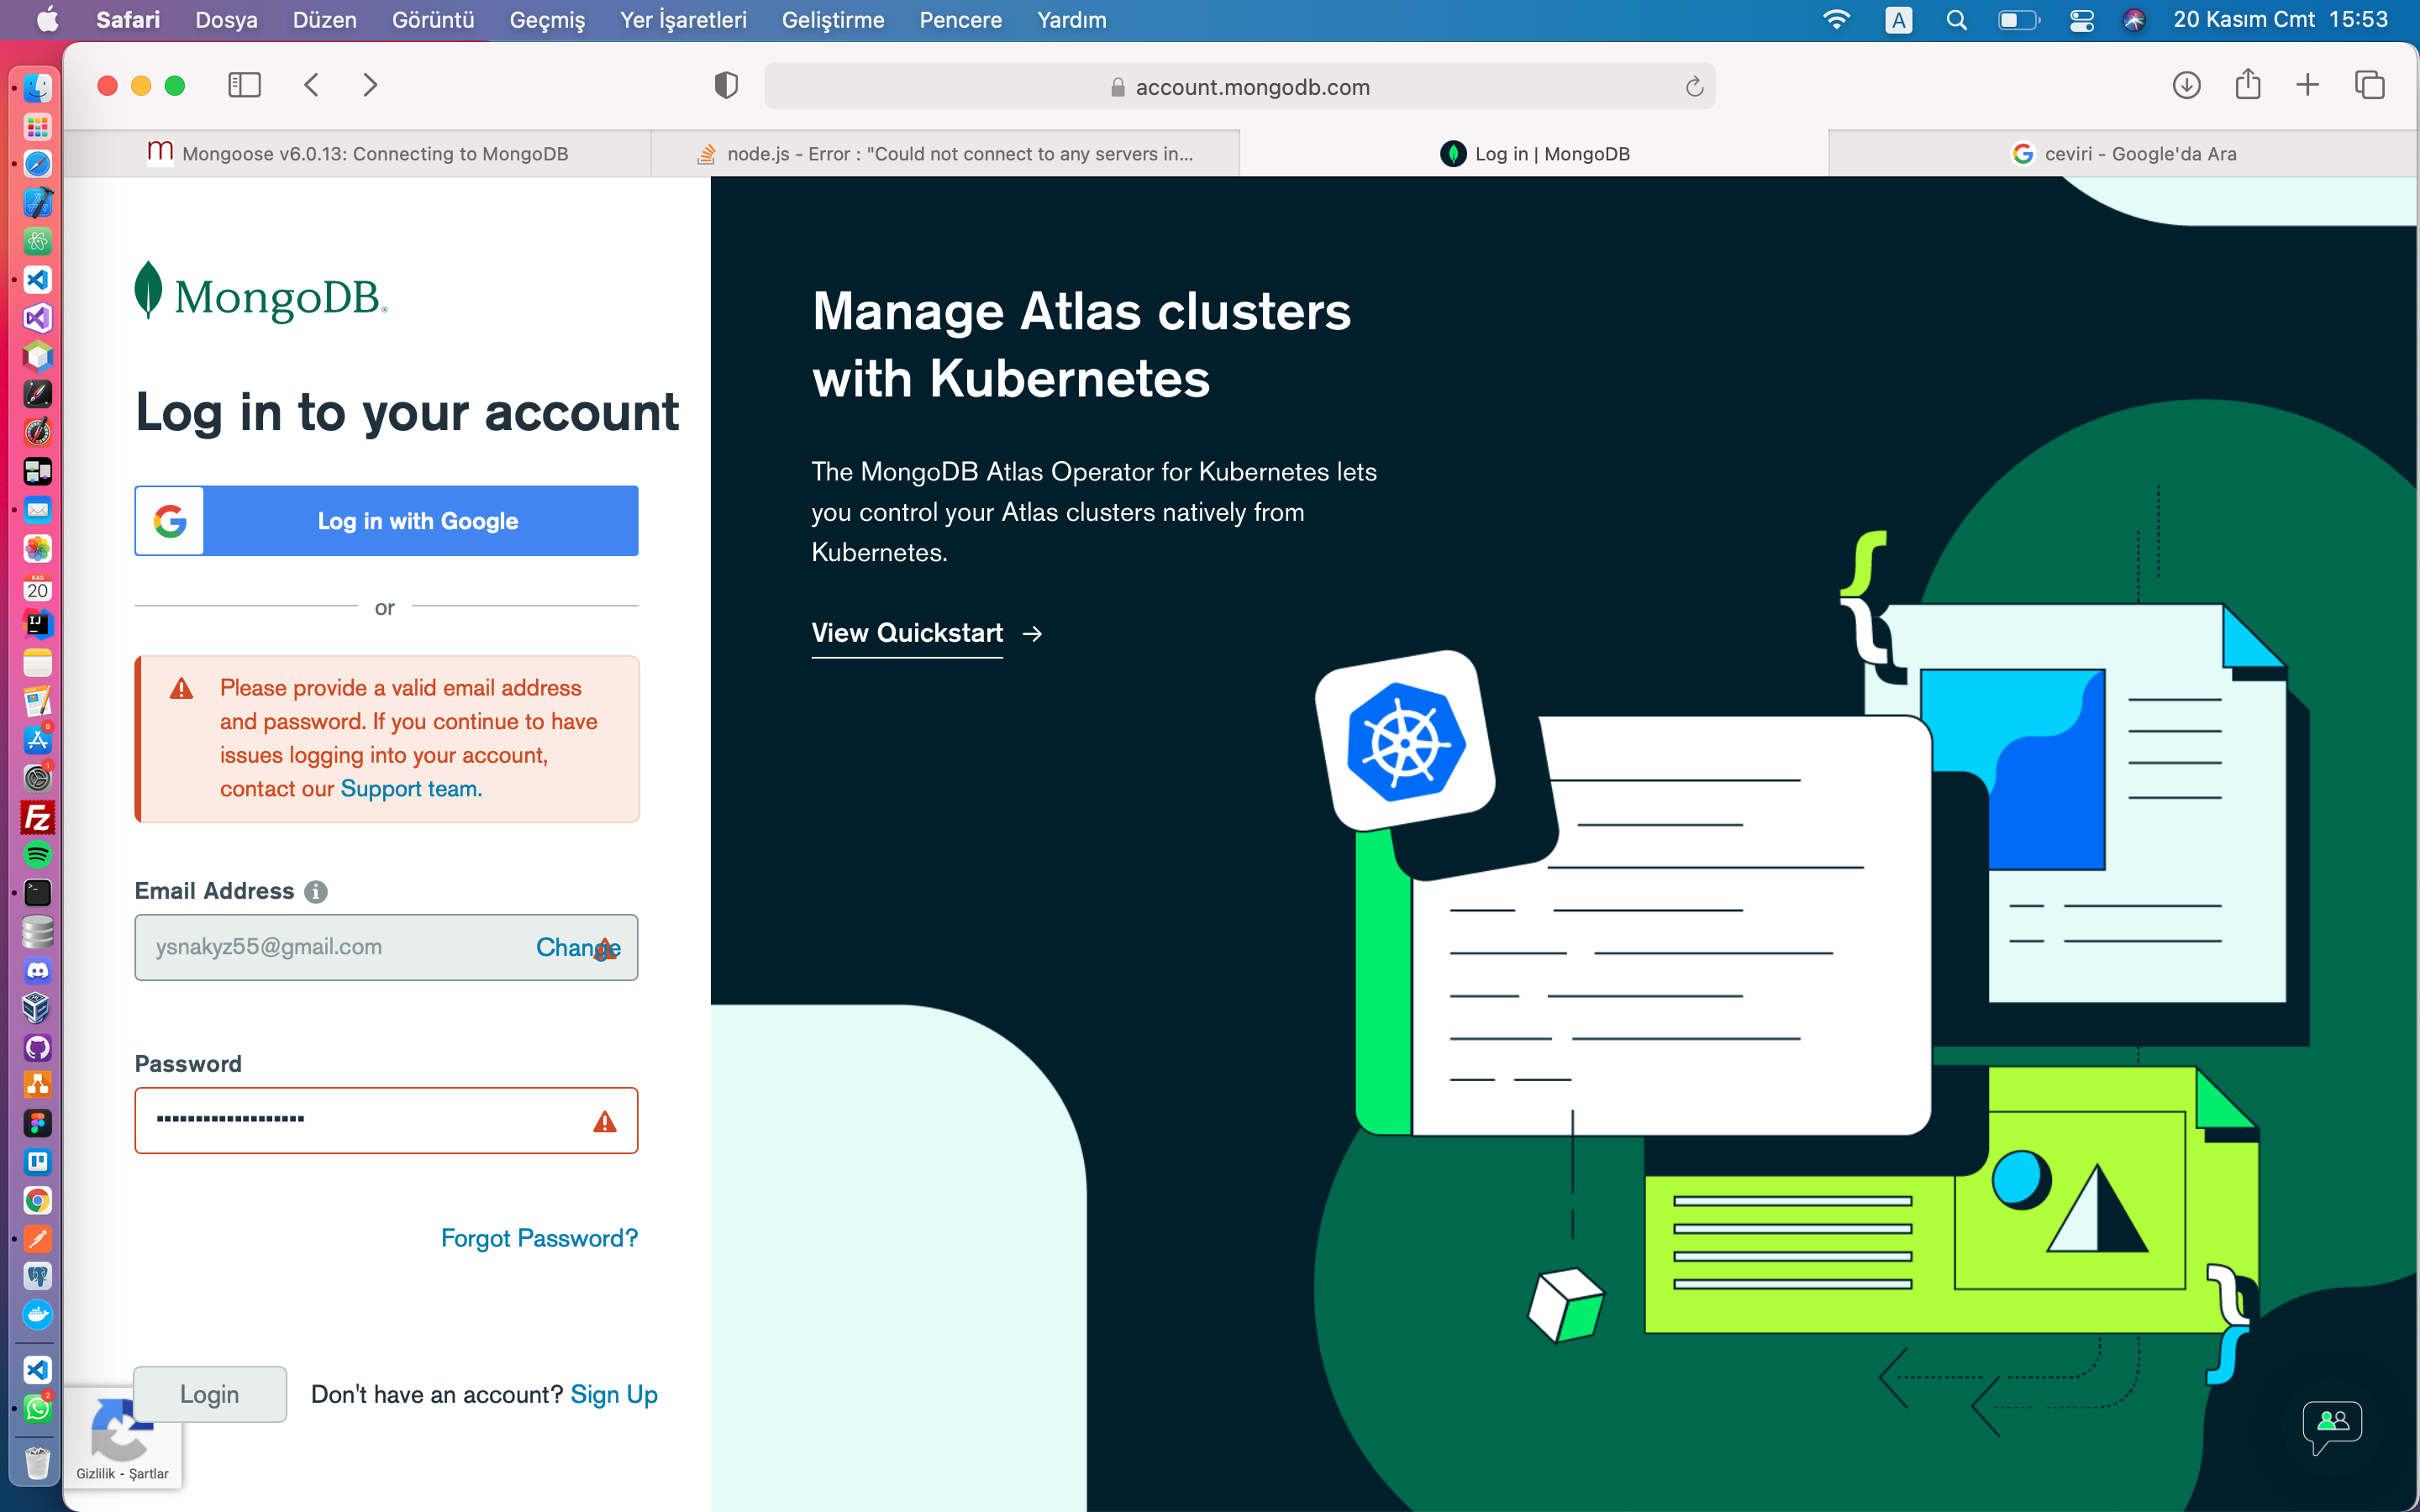 Safari Dosya Düzen Görüntü Geçmiş Yer İşaretleri Geliştirme Pencere Yardım A 20 Kasım Cmt 15:53
account.mongodb.com
m Mongoose v6.0.13: Connecting to MongoDB
node.js - Error : "Could not connect to any servers in...
Log in | MongoDB
ceviri - Google'da Ara
MongoDB®
Log in to your account
Log in with Google
or
Please provide a valid email address
and password. If you continue to have
issues logging into your account,
contact our Support team.
Email Address
ysnakyz55@gmail.com Change
Password
Forgot Password?
Login Don't have an account? Sign Up
Gizlilik - Şartlar
Manage Atlas clusters
with Kubernetes
The MongoDB Atlas Operator for Kubernetes lets
you control your Atlas clusters natively from
Kubernetes.
View Quickstart →
KAS
20
IJ
9
1
Fz
2